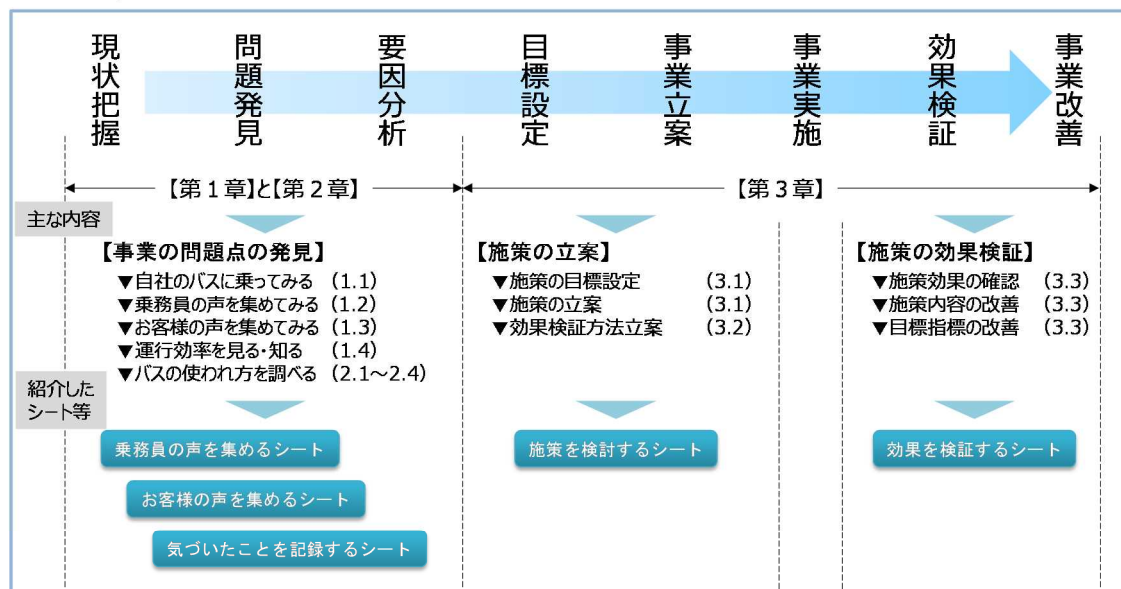 現状把握
問題発見
要因分析
目標設定
事業立案
事業実施
効果検証
事業改善
【第1章】と【第2章】
【第3章】
主な内容
【事業の問題点の発見】
▼自社のバスに乗ってみる (1.1)
▼乗務員の声を集めてみる (1.2)
▼お客様の声を集めてみる (1.3)
▼運行効率を見る・知る (1.4)
▼バスの使われ方を調べる (2.1～2.4)
【施策の立案】
▼施策の目標設定 (3.1)
▼施策の立案 (3.1)
▼効果検証方法立案 (3.2)
【施策の効果検証】
▼施策効果の確認 (3.3)
▼施策内容の改善 (3.3)
▼目標指標の改善 (3.3)
紹介した
シート等
乗務員の声を集めるシート
お客様の声を集めるシート
気づいたことを記録するシート
施策を検討するシート
効果を検証するシート